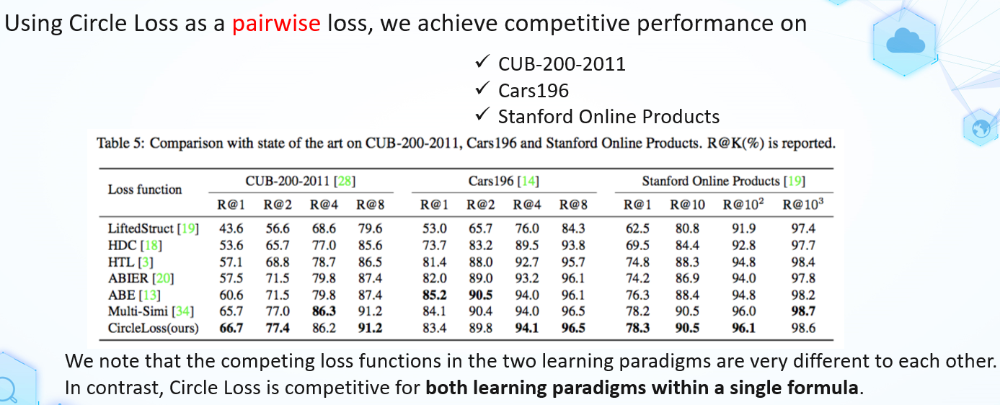 Using Circle Loss as a pairwise loss, we achieve competitive performance on
✓ CUB-200-2011
✓ Cars196
✓ Stanford Online Products
Table 5: Comparison with state of the art on CUB-200-2011, Cars196 and Stanford Online Products. R@K(%) is reported.
Loss function CUB-200-2011 [28] Cars196 [14] Stanford Online Products [19]
R@1 R@2 R@4 R@8 R@1 R@2 R@4 R@8 R@1 R@10 R@10² R@10³
LiftedStruct [19] 43.6 56.6 68.6 79.6 53.0 65.7 76.0 84.3 62.5 80.8 91.9 97.4
HDC [18] 53.6 65.7 77.0 85.6 73.7 83.2 89.5 93.8 69.5 84.4 92.8 97.7
HTL [3] 57.1 68.8 78.7 86.5 81.4 88.0 92.7 95.7 74.8 88.3 94.8 98.4
ABIER [20] 57.5 71.5 79.8 87.4 82.0 89.0 93.2 96.1 74.2 86.9 94.0 97.8
ABE [13] 60.6 71.5 79.8 87.4 85.2 90.5 94.0 96.1 76.3 88.4 94.8 98.2
Multi-Simi [34] 65.7 77.0 86.3 91.2 84.1 90.4 94.0 96.5 78.2 90.5 96.0 98.7
CircleLoss(ours) 66.7 77.4 86.2 91.2 83.4 89.8 94.1 96.5 78.3 90.5 96.1 98.6
We note that the competing loss functions in the two learning paradigms are very different to each other.
In contrast, Circle Loss is competitive for both learning paradigms within a single formula.